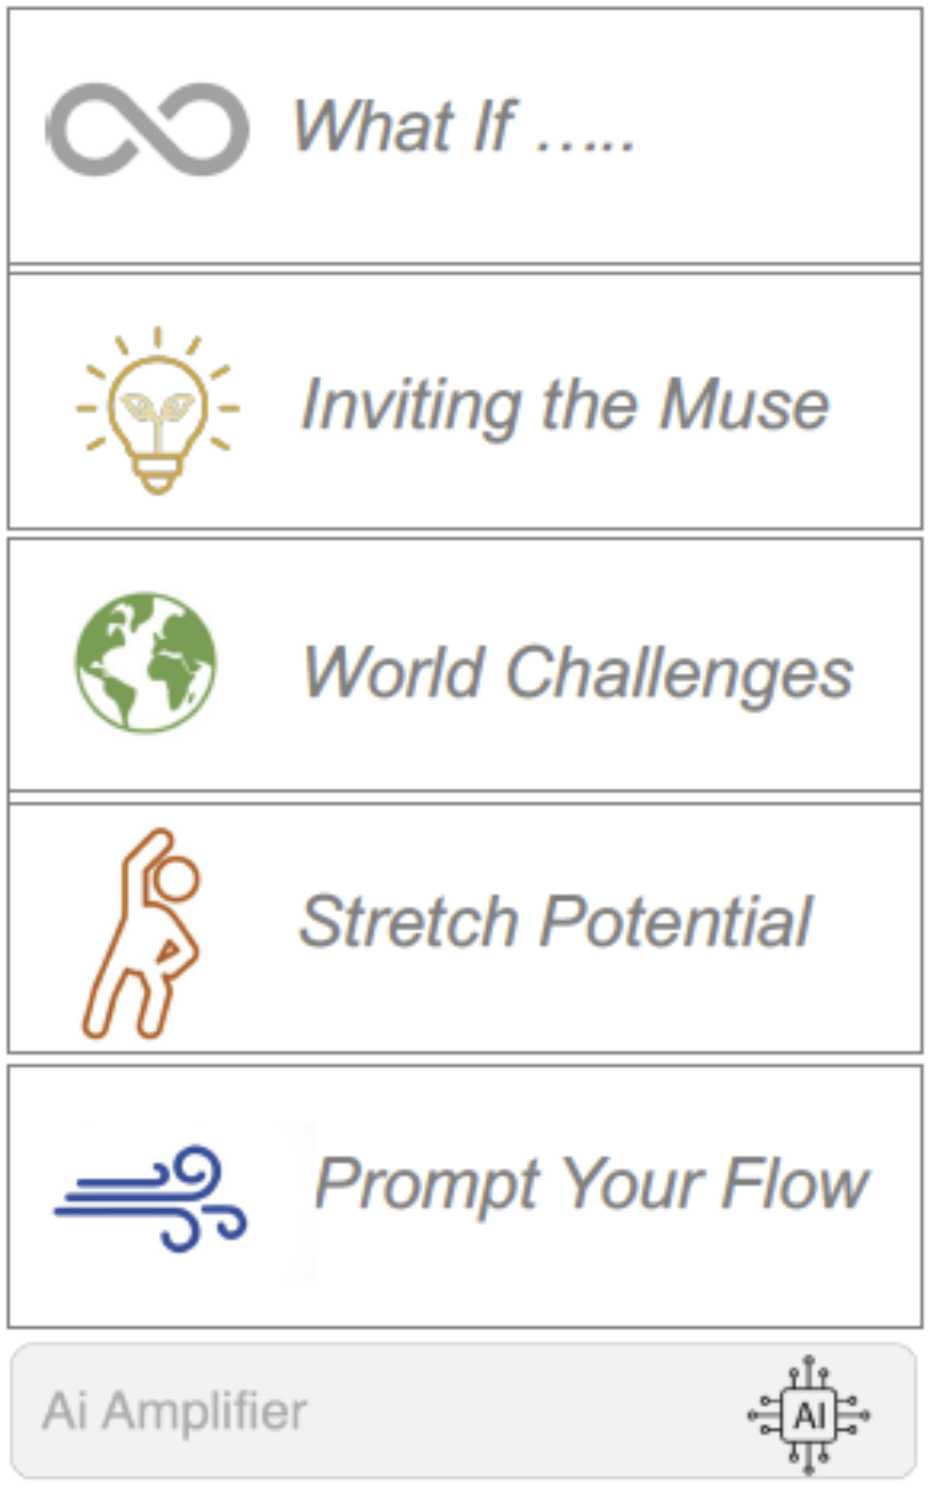 What If .....
Inviting the Muse
World Challenges
Stretch Potential
Prompt Your Flow
Ai Amplifier
AI